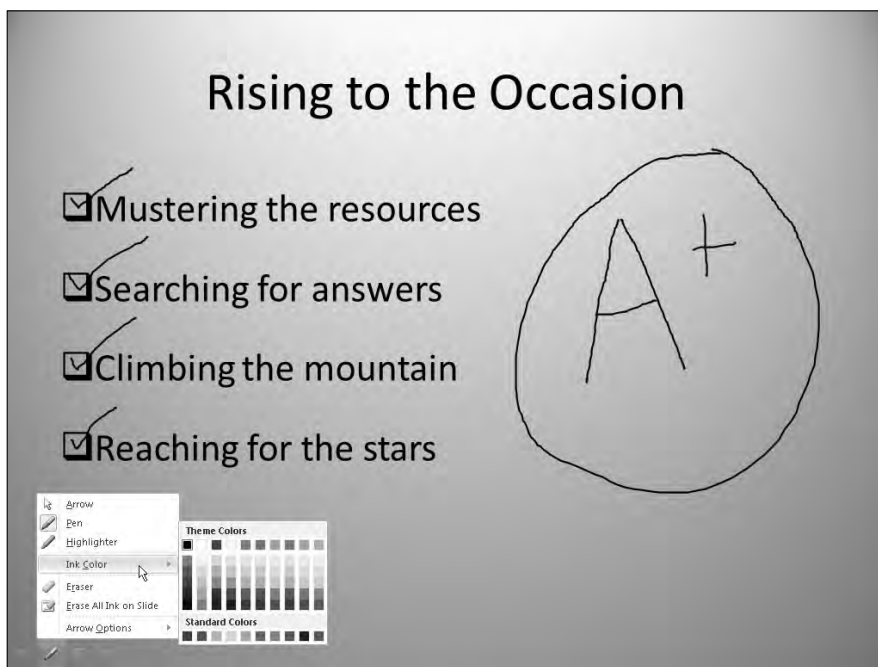 Rising to the Occasion
Mustering the resources
Searching for answers
Climbing the mountain
Reaching for the stars
A+
Arrow
Pen
Highlighter
Ink Color
Eraser
Erase All Ink on Slide
Arrow Options
Theme Colors
Standard Colors